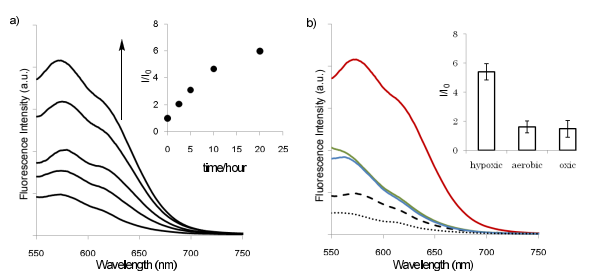 a)
Fluorescence Intensity (a.u.)
550 600 650 700 750
Wavelength (nm)
I/I0
8
6
4
2
0
0 5 10 15 20 25
time/hour
b)
Fluorescence Intensity (a.u.)
550 600 650 700 750
Wavelength (nm)
I/I0
8
6
4
2
0
hypoxic aerobic oxic